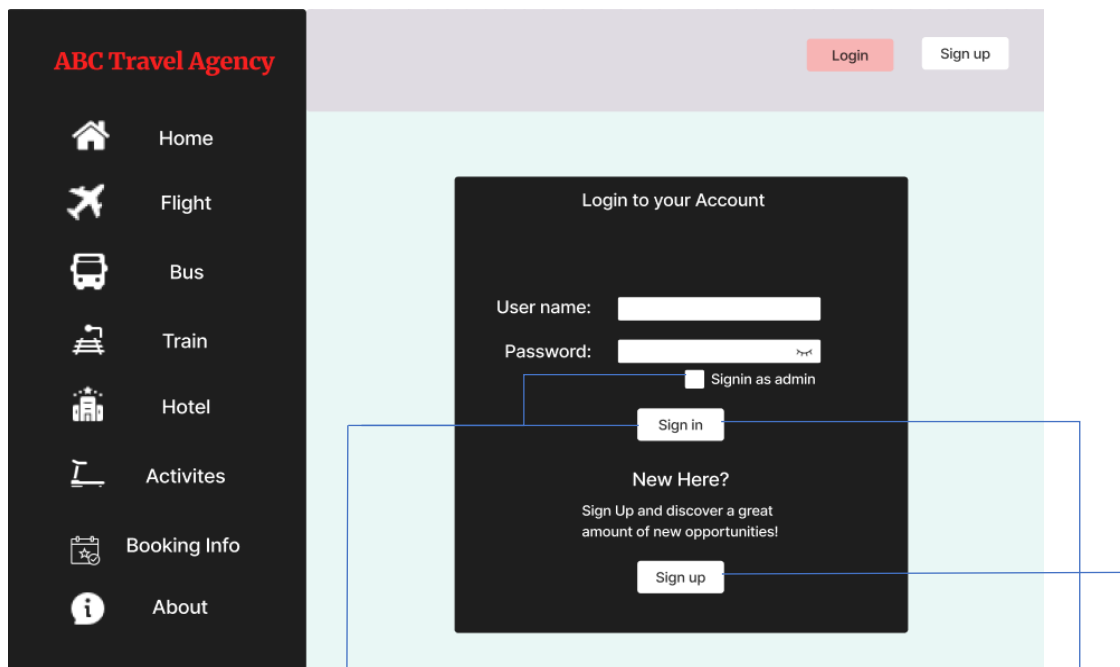 ABC Travel Agency
Login
Sign up
Home
Flight
Bus
Train
Hotel
Activites
Booking Info
About
Login to your Account
User name:
Password:
Signin as admin
Sign in
New Here?
Sign Up and discover a great
amount of new opportunities!
Sign up